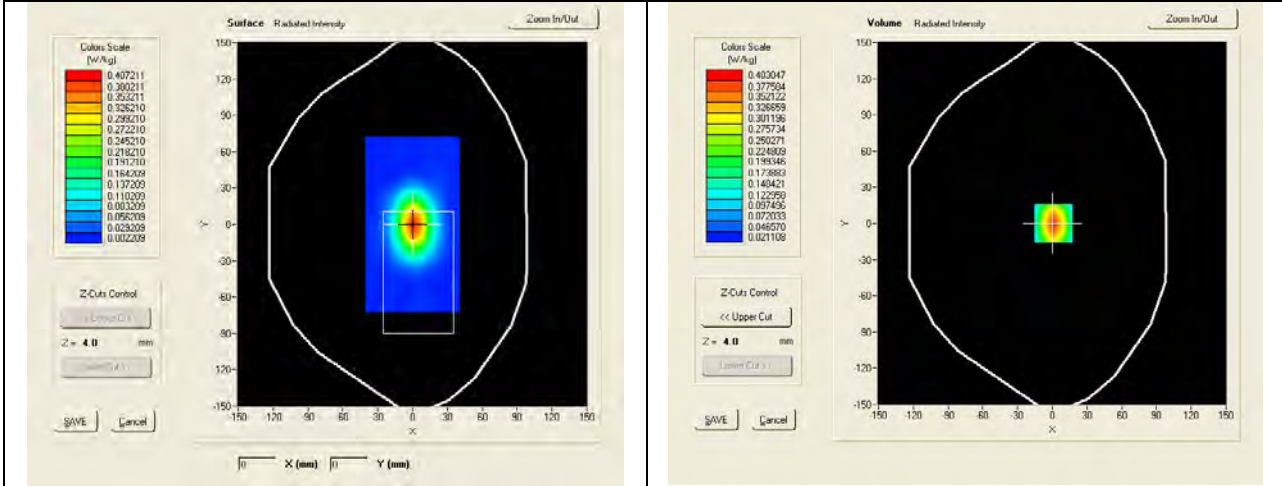 Surface Radiated Intensity
Zoom In/Out
Colors Scale
(W/kg)
0.407211
0.380211
0.353211
0.326210
0.299210
0.272210
0.245210
0.218210
0.191210
0.164209
0.137209
0.110209
0.083209
0.056209
0.029209
0.002209
Z-Cuts Control
<< Upper Cut
Z = 4.0 mm
Lower Cut >>
SAVE Cancel
150
120
90
60
30
Y 0
-30
-60
-90
-120
-150
-150 -120 -90 -60 -30 0 30 60 90 120 150
X
0 X (mm) 0 Y (mm)
Volume Radiated Intensity
Zoom In/Out
Colors Scale
(W/kg)
0.403047
0.377584
0.352122
0.326659
0.301196
0.275734
0.250271
0.224809
0.199346
0.173883
0.148421
0.122958
0.097496
0.072033
0.046570
0.021108
Z-Cuts Control
<< Upper Cut
Z = 4.0 mm
Lower Cut >>
SAVE Cancel
150
120
90
60
30
Y 0
-30
-60
-90
-120
-150
-150 -120 -90 -60 -30 0 30 60 90 120 150
X